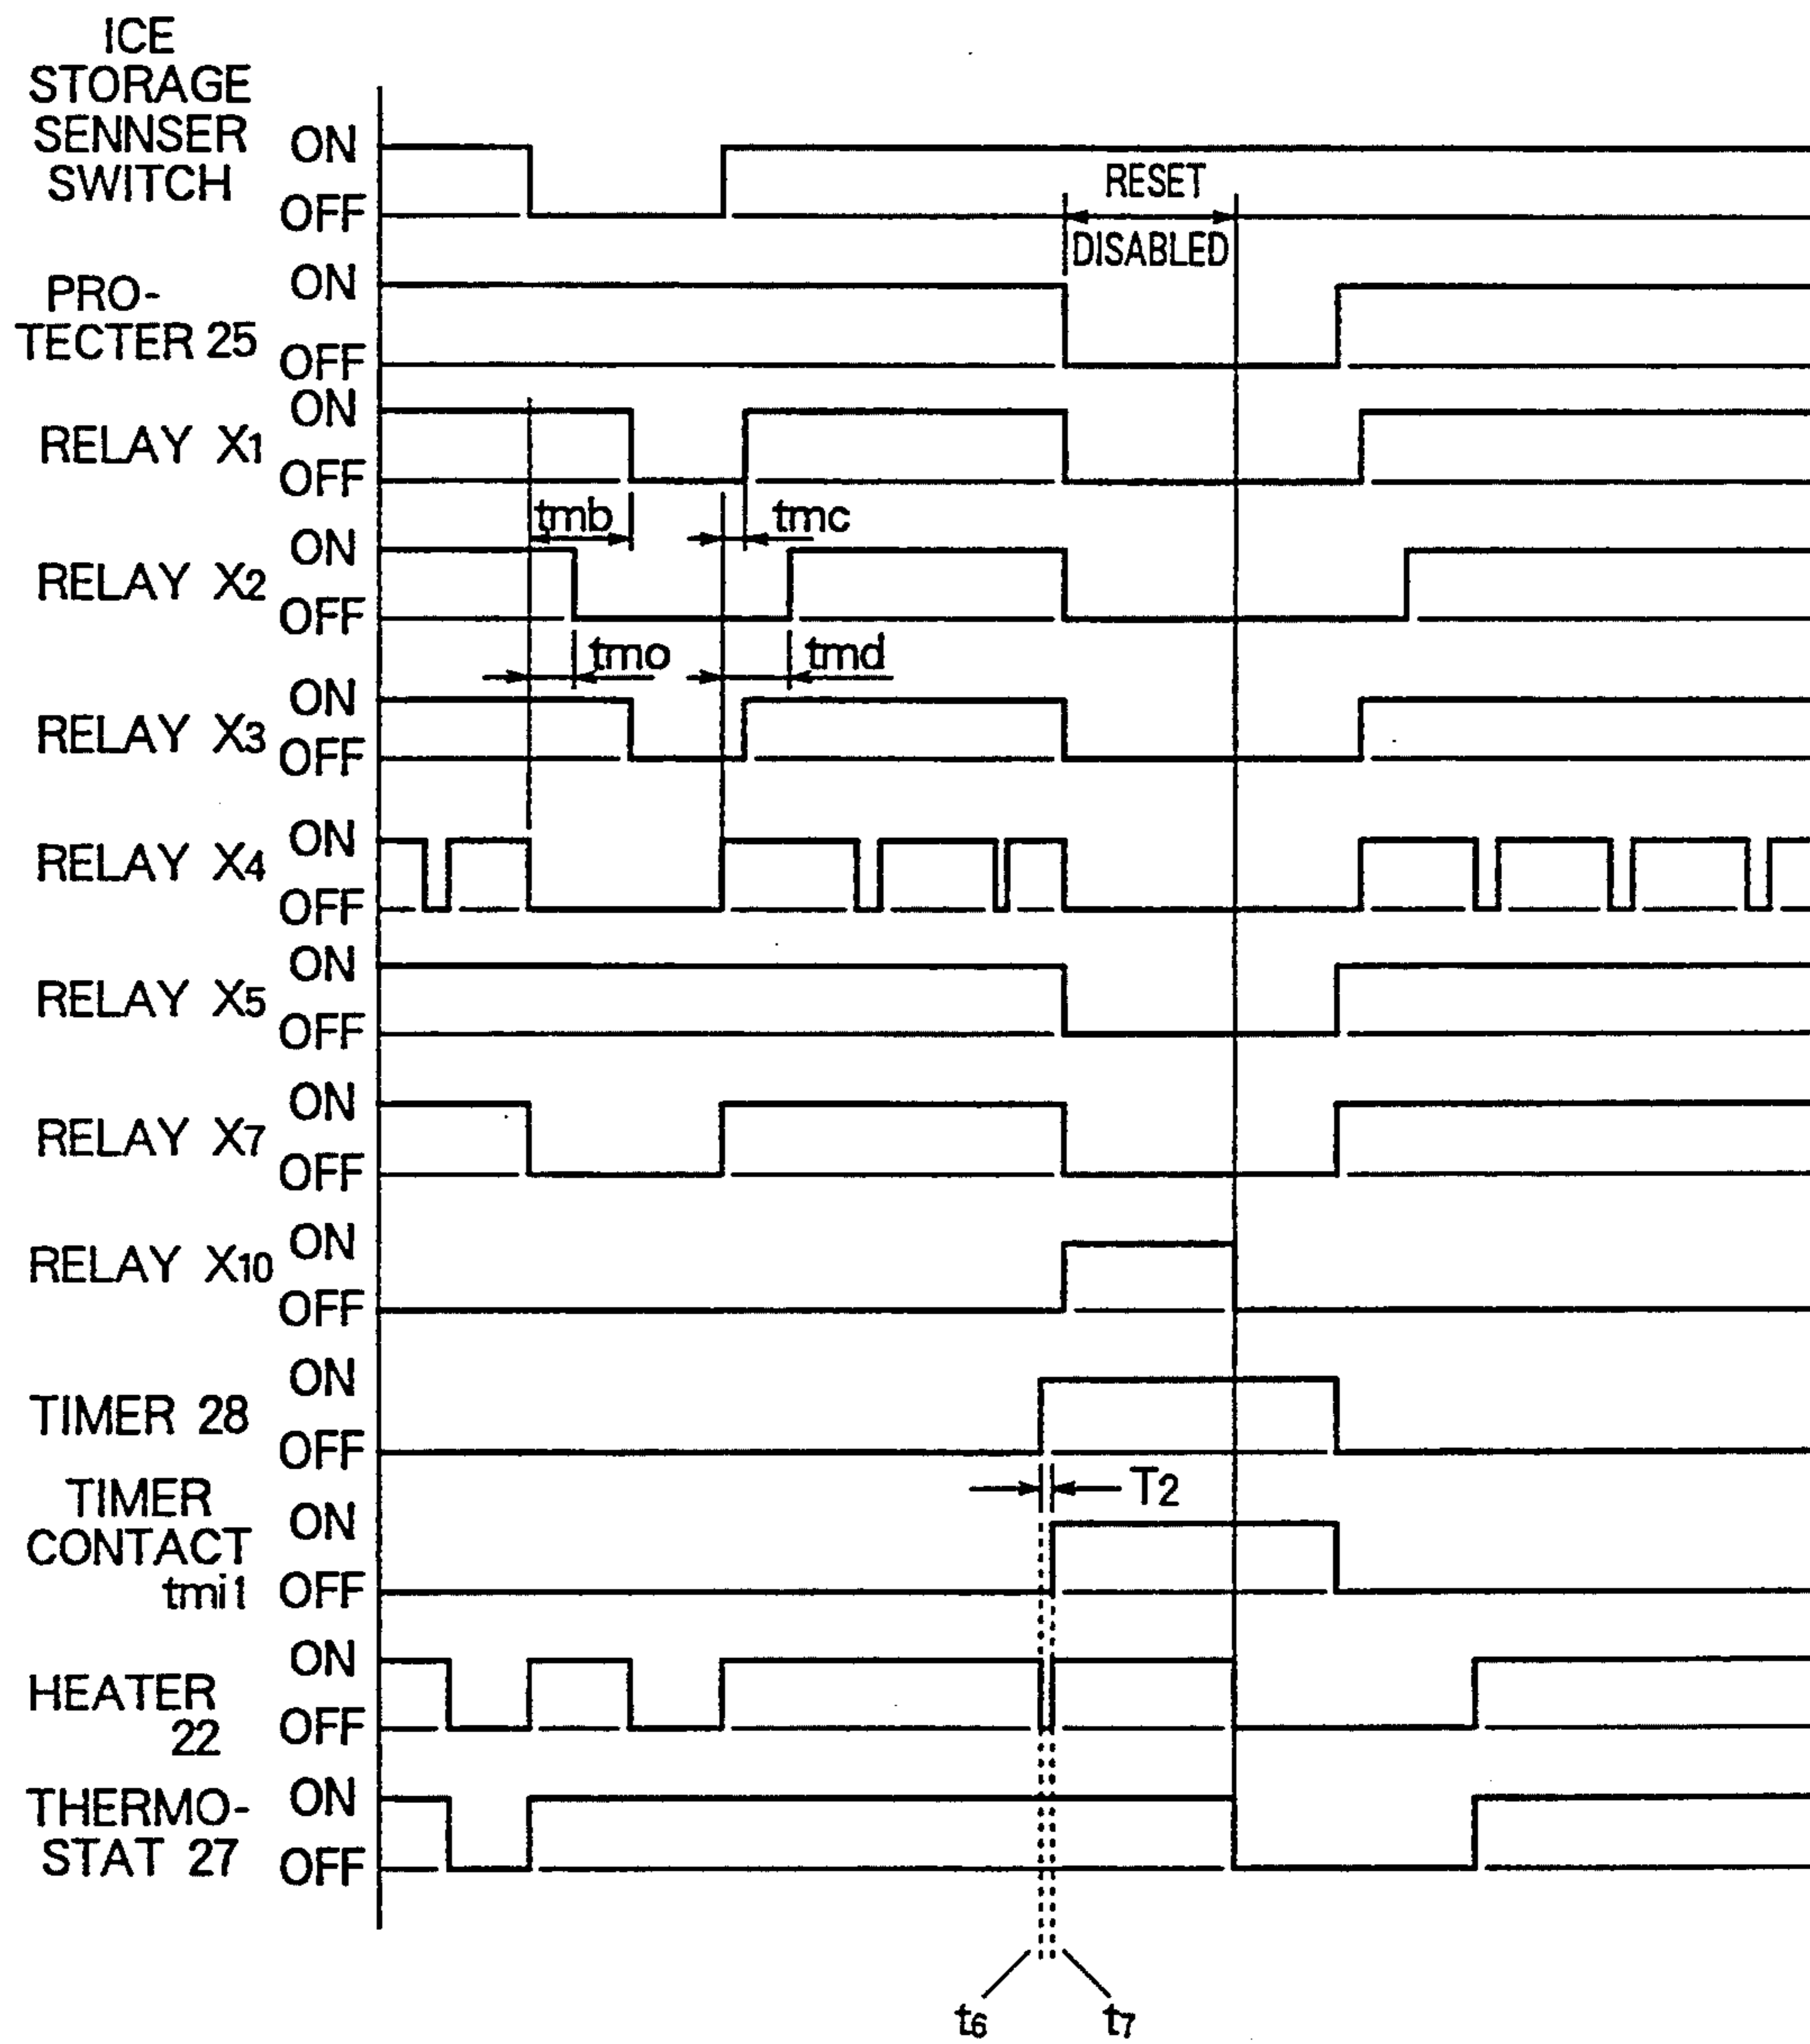 ICE
STORAGE
SENNSER
SWITCH
ON
OFF
RESET
DISABLED
PRO-
TECTER 25
ON
OFF
RELAY X1
ON
OFF
tmb
tmc
RELAY X2
ON
OFF
tmo
tmd
RELAY X3
ON
OFF
RELAY X4
ON
OFF
RELAY X5
ON
OFF
RELAY X7
ON
OFF
RELAY X10
ON
OFF
TIMER 28
ON
OFF
T2
TIMER
CONTACT
tmi1
ON
OFF
HEATER
22
ON
OFF
THERMO-
STAT 27
ON
OFF
t6
t7